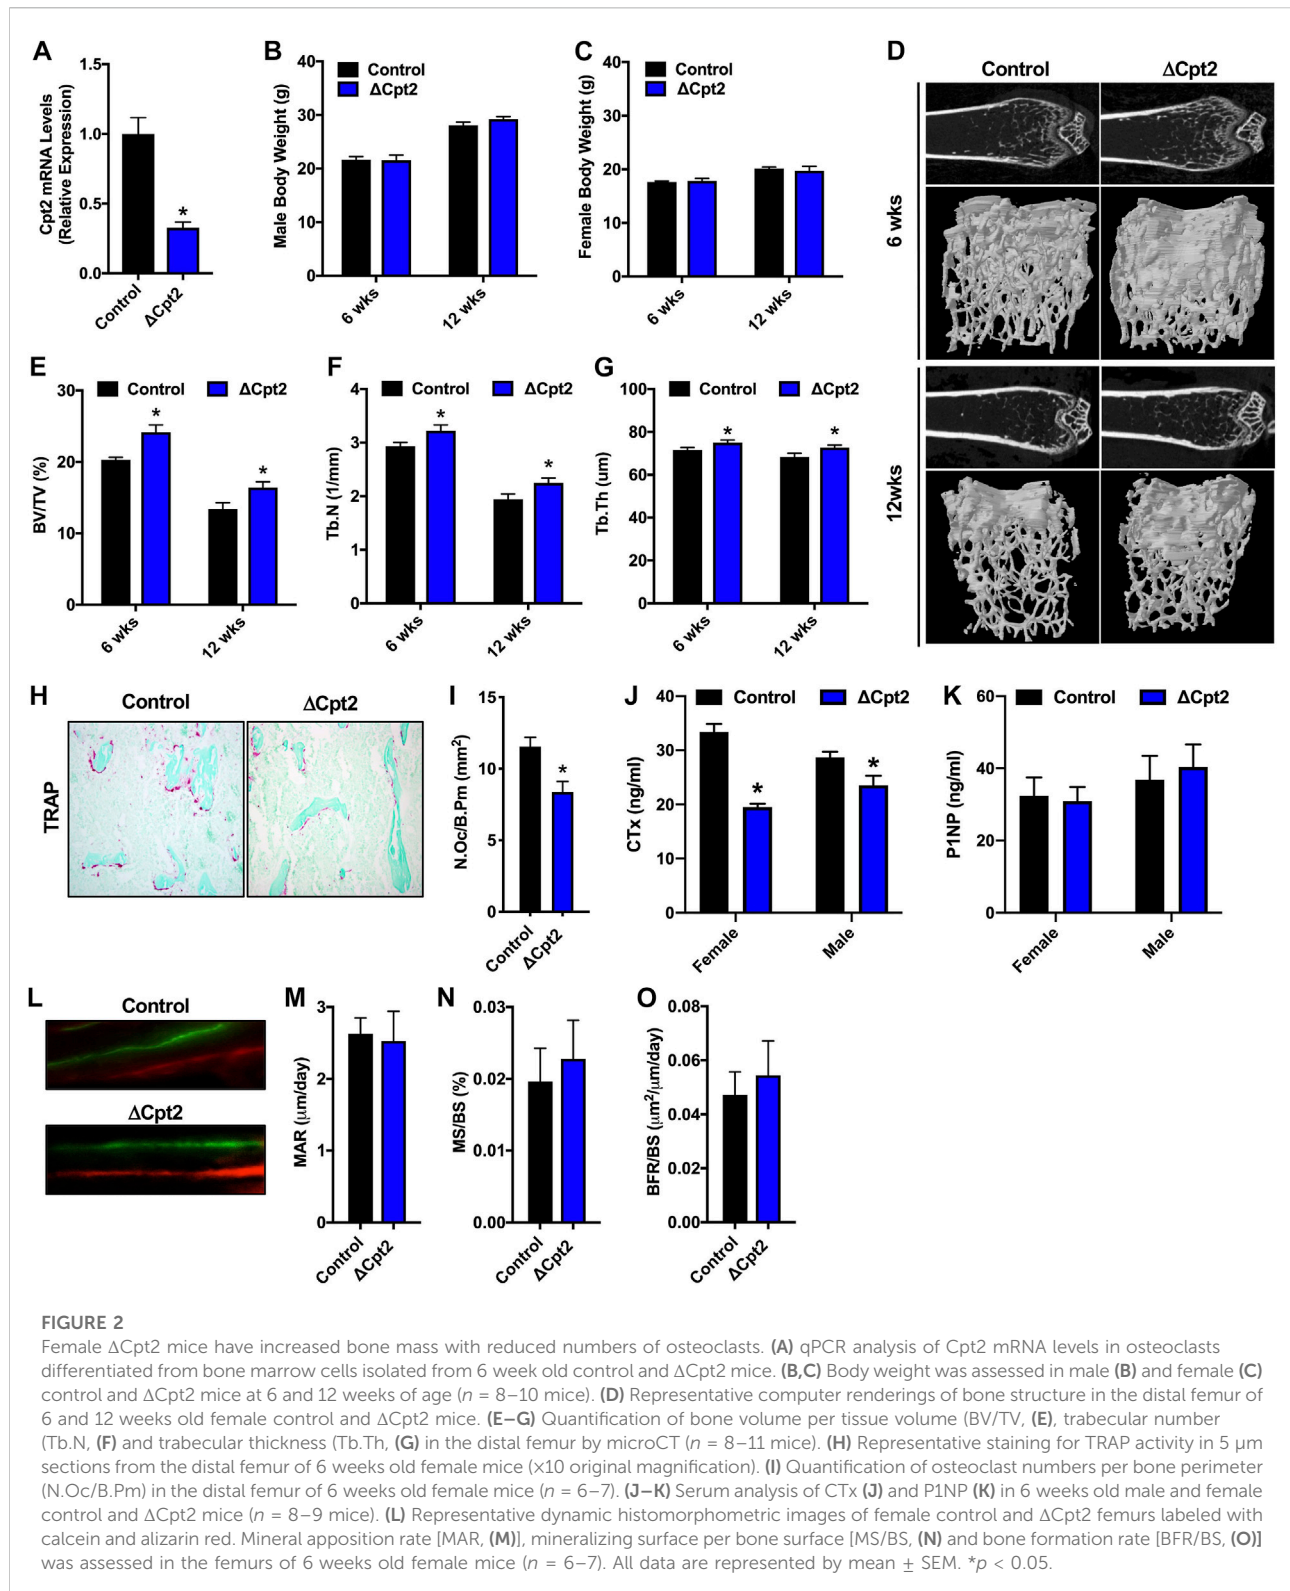 A
Cpt2 mRNA Levels
(Relative Expression)
1.5
1.0
0.5
0.0
*
Control
ΔCpt2
B
Male Body Weight (g)
40
30
20
10
0
Control
ΔCpt2
6 wks
12 wks
C
Female Body Weight (g)
40
30
20
10
0
Control
ΔCpt2
6 wks
12 wks
D
Control
ΔCpt2
6 wks
12wks
E
BV/TV (%)
30
20
10
0
Control
ΔCpt2
*
*
6 wks
12 wks
F
Tb.N (1/mm)
4
3
2
1
0
Control
ΔCpt2
*
*
6 wks
12 wks
G
Tb.Th (um)
100
80
60
40
20
0
Control
ΔCpt2
*
*
6 wks
12 wks
H
Control
ΔCpt2
TRAP
I
N.Oc/B.Pm (mm²)
15
10
5
0
*
Control
ΔCpt2
J
CTx (ng/ml)
40
30
20
10
0
Control
ΔCpt2
*
*
Female
Male
K
P1NP (ng/ml)
60
40
20
0
Control
ΔCpt2
Female
Male
L
Control
ΔCpt2
M
MAR (μm/day)
3
2
1
0
Control
ΔCpt2
N
MS/BS (%)
0.03
0.02
0.01
0.00
Control
ΔCpt2
O
BFR/BS (μm²/μm/day)
0.08
0.06
0.04
0.02
0.00
Control
ΔCpt2
FIGURE 2
Female ΔCpt2 mice have increased bone mass with reduced numbers of osteoclasts. (A) qPCR analysis of Cpt2 mRNA levels in osteoclasts
differentiated from bone marrow cells isolated from 6 week old control and ΔCpt2 mice. (B,C) Body weight was assessed in male (B) and female (C)
control and ΔCpt2 mice at 6 and 12 weeks of age (n = 8–10 mice). (D) Representative computer renderings of bone structure in the distal femur of
6 and 12 weeks old female control and ΔCpt2 mice. (E–G) Quantification of bone volume per tissue volume (BV/TV, (E), trabecular number
(Tb.N, (F) and trabecular thickness (Tb.Th, (G) in the distal femur by microCT (n = 8–11 mice). (H) Representative staining for TRAP activity in 5 μm
sections from the distal femur of 6 weeks old female mice (×10 original magnification). (I) Quantification of osteoclast numbers per bone perimeter
(N.Oc/B.Pm) in the distal femur of 6 weeks old female mice (n = 6–7). (J–K) Serum analysis of CTx (J) and P1NP (K) in 6 weeks old male and female
control and ΔCpt2 mice (n = 8–9 mice). (L) Representative dynamic histomorphometric images of female control and ΔCpt2 femurs labeled with
calcein and alizarin red. Mineral apposition rate [MAR, (M)], mineralizing surface per bone surface [MS/BS, (N) and bone formation rate [BFR/BS, (O)]
was assessed in the femurs of 6 weeks old female mice (n = 6–7). All data are represented by mean ± SEM. *p < 0.05.